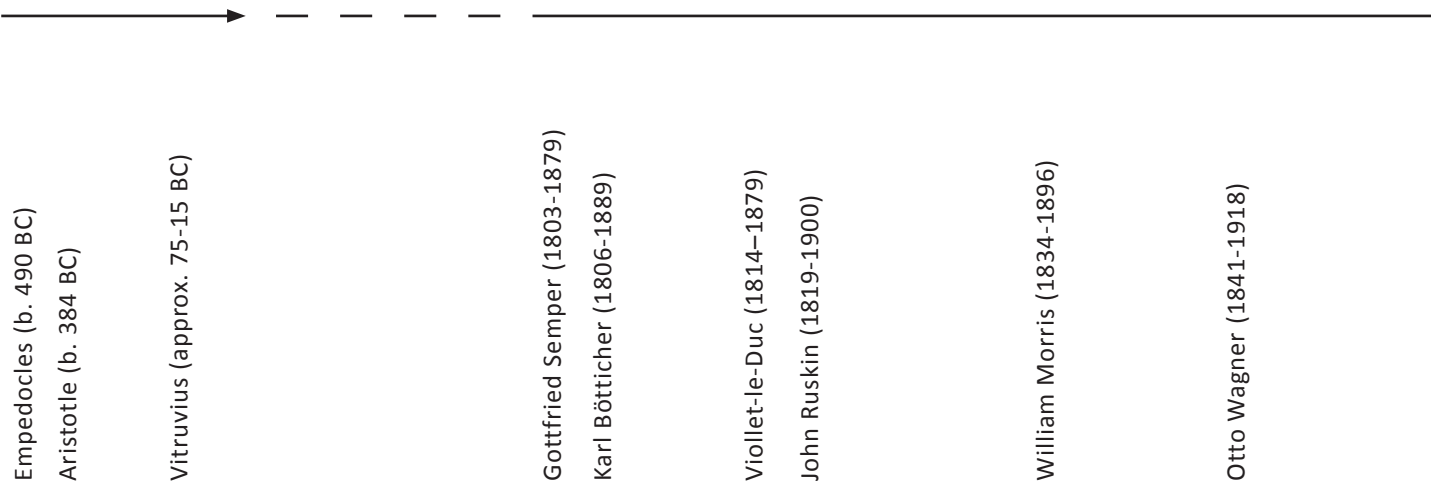 Empedocles (b. 490 BC)
Aristotle (b. 384 BC)
Vitruvius (approx. 75-15 BC)
Gottfried Semper (1803-1879)
Karl Bötticher (1806-1889)
Viollet-le-Duc (1814–1879)
John Ruskin (1819-1900)
William Morris (1834-1896)
Otto Wagner (1841-1918)